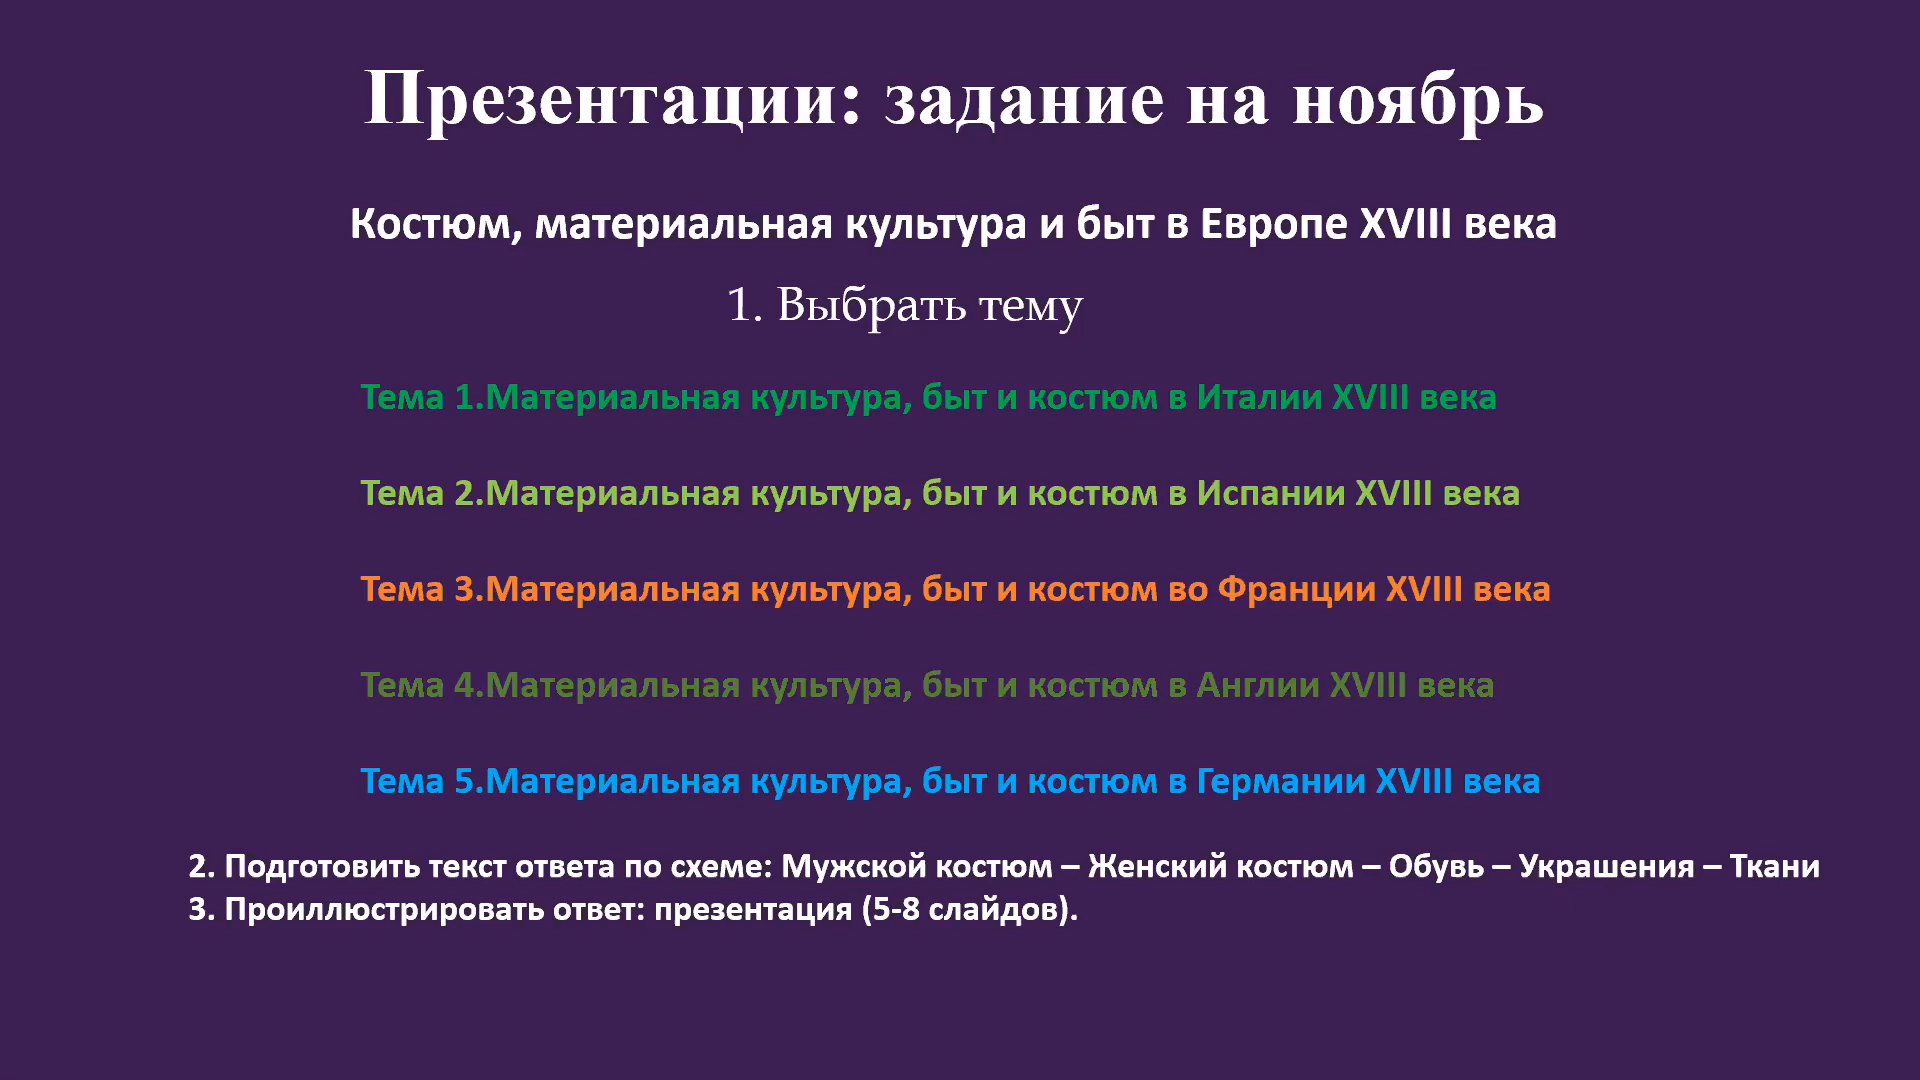 Презентации: задание на ноябрь
Костюм, материальная культура и быт в Европе XVIII века
1. Выбрать тему
Тема 1.Материальная культура, быт и костюм в Италии XVIII века
Тема 2.Материальная культура, быт и костюм в Испании XVIII века
Тема 3.Материальная культура, быт и костюм во Франции XVIII века
Тема 4.Материальная культура, быт и костюм в Англии XVIII века
Тема 5.Материальная культура, быт и костюм в Германии XVIII века
2. Подготовить текст ответа по схеме: Мужской костюм – Женский костюм – Обувь – Украшения – Ткани
3. Проиллюстрировать ответ: презентация (5-8 слайдов).